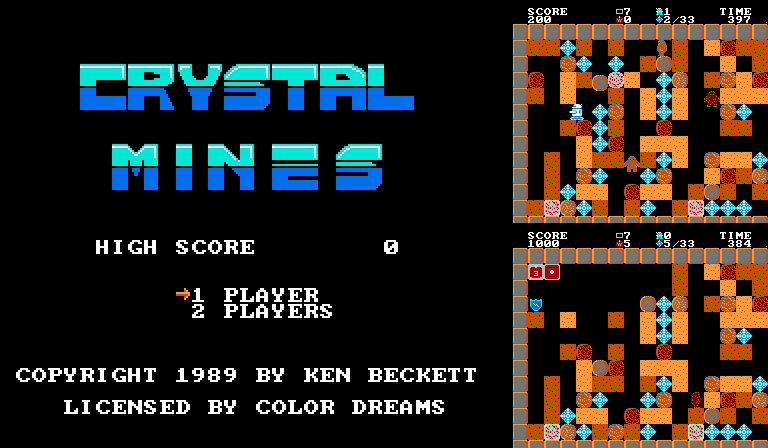 CRYSTAL
MINES
HIGH SCORE 0
1 PLAYER
2 PLAYERS
COPYRIGHT 1989 BY KEN BECKETT
LICENSED BY COLOR DREAMS
SCORE 7 1 TIME
200 0 2/33 397
SCORE 7 0 TIME
1000 5 5/33 384
3